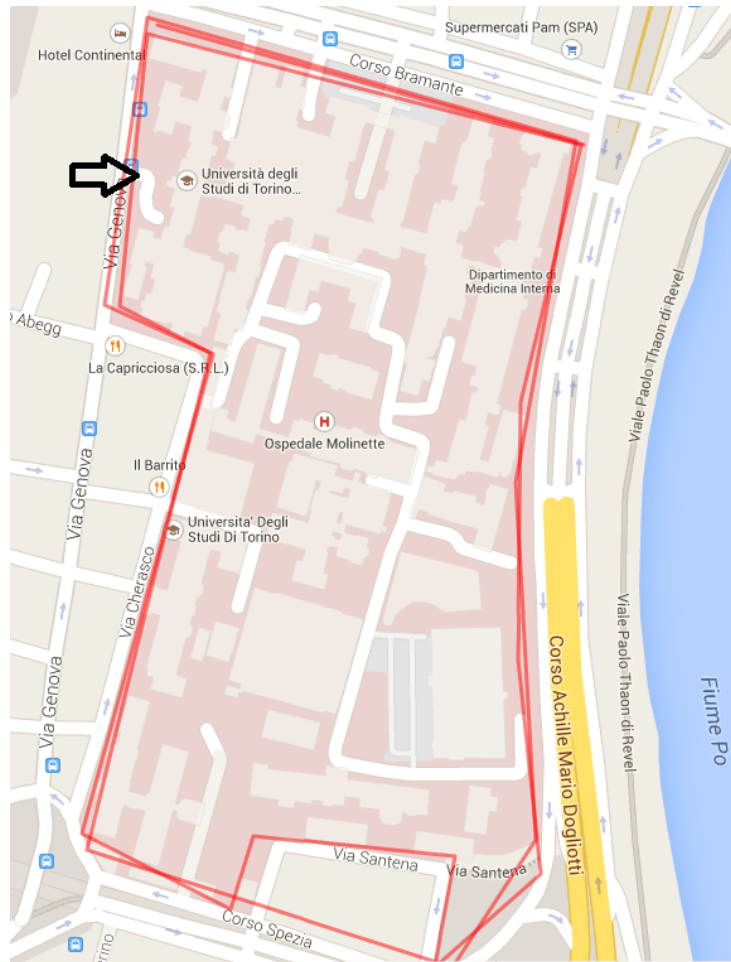 Supermercati Pam (SPA)
Hotel Continental
Corso Bramante
Università degli
Studi di Torino...
Via Genova
Dipartimento di
Medicina Interna
Viale Paolo Thaon di Revel
o Abegg
La Capricciosa (S.R.L.)
H
Ospedale Molinette
Il Barrito
Via Genova
Universita' Degli
Studi Di Torino
Via Cherasco
Viale Paolo Thaon di Revel
Corso Achille Mario Dogliotti
Via Genova
Fiume Po
Via Santena
Via Santena
Corso Spezia
rino